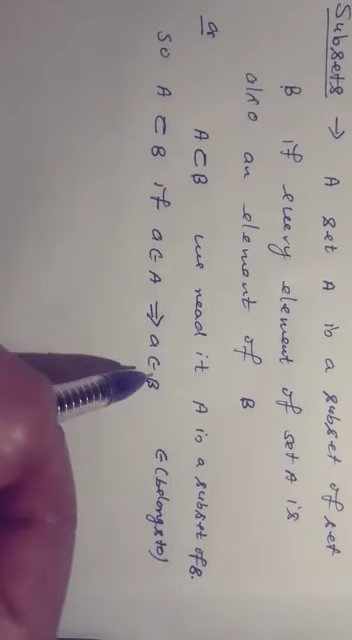 Subsets → A set A is a subset of set
B if every element of set A is
also an element of B
or A⊂B we read it A is a subset of B.
so A ⊂ B if a∈A ⇒ a∈B ∈(belongs to)